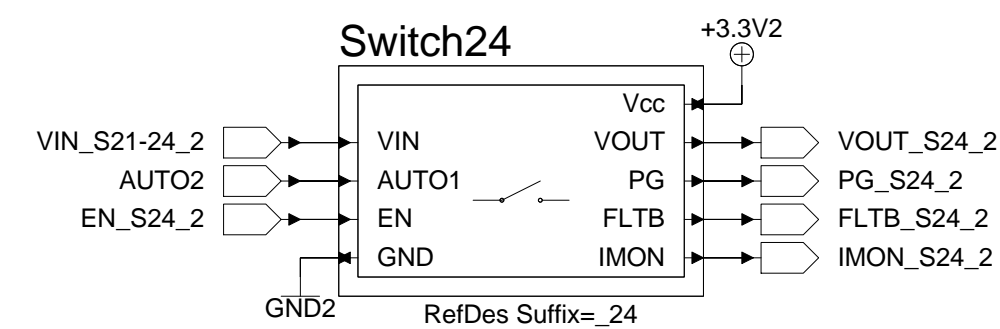 +3.3V2
Switch24
Vcc
VIN_S21-24_2 VIN VOUT VOUT_S24_2
AUTO2 AUTO1 PG PG_S24_2
EN_S24_2 EN FLTB FLTB_S24_2
GND IMON IMON_S24_2
GND2
RefDes Suffix=_24